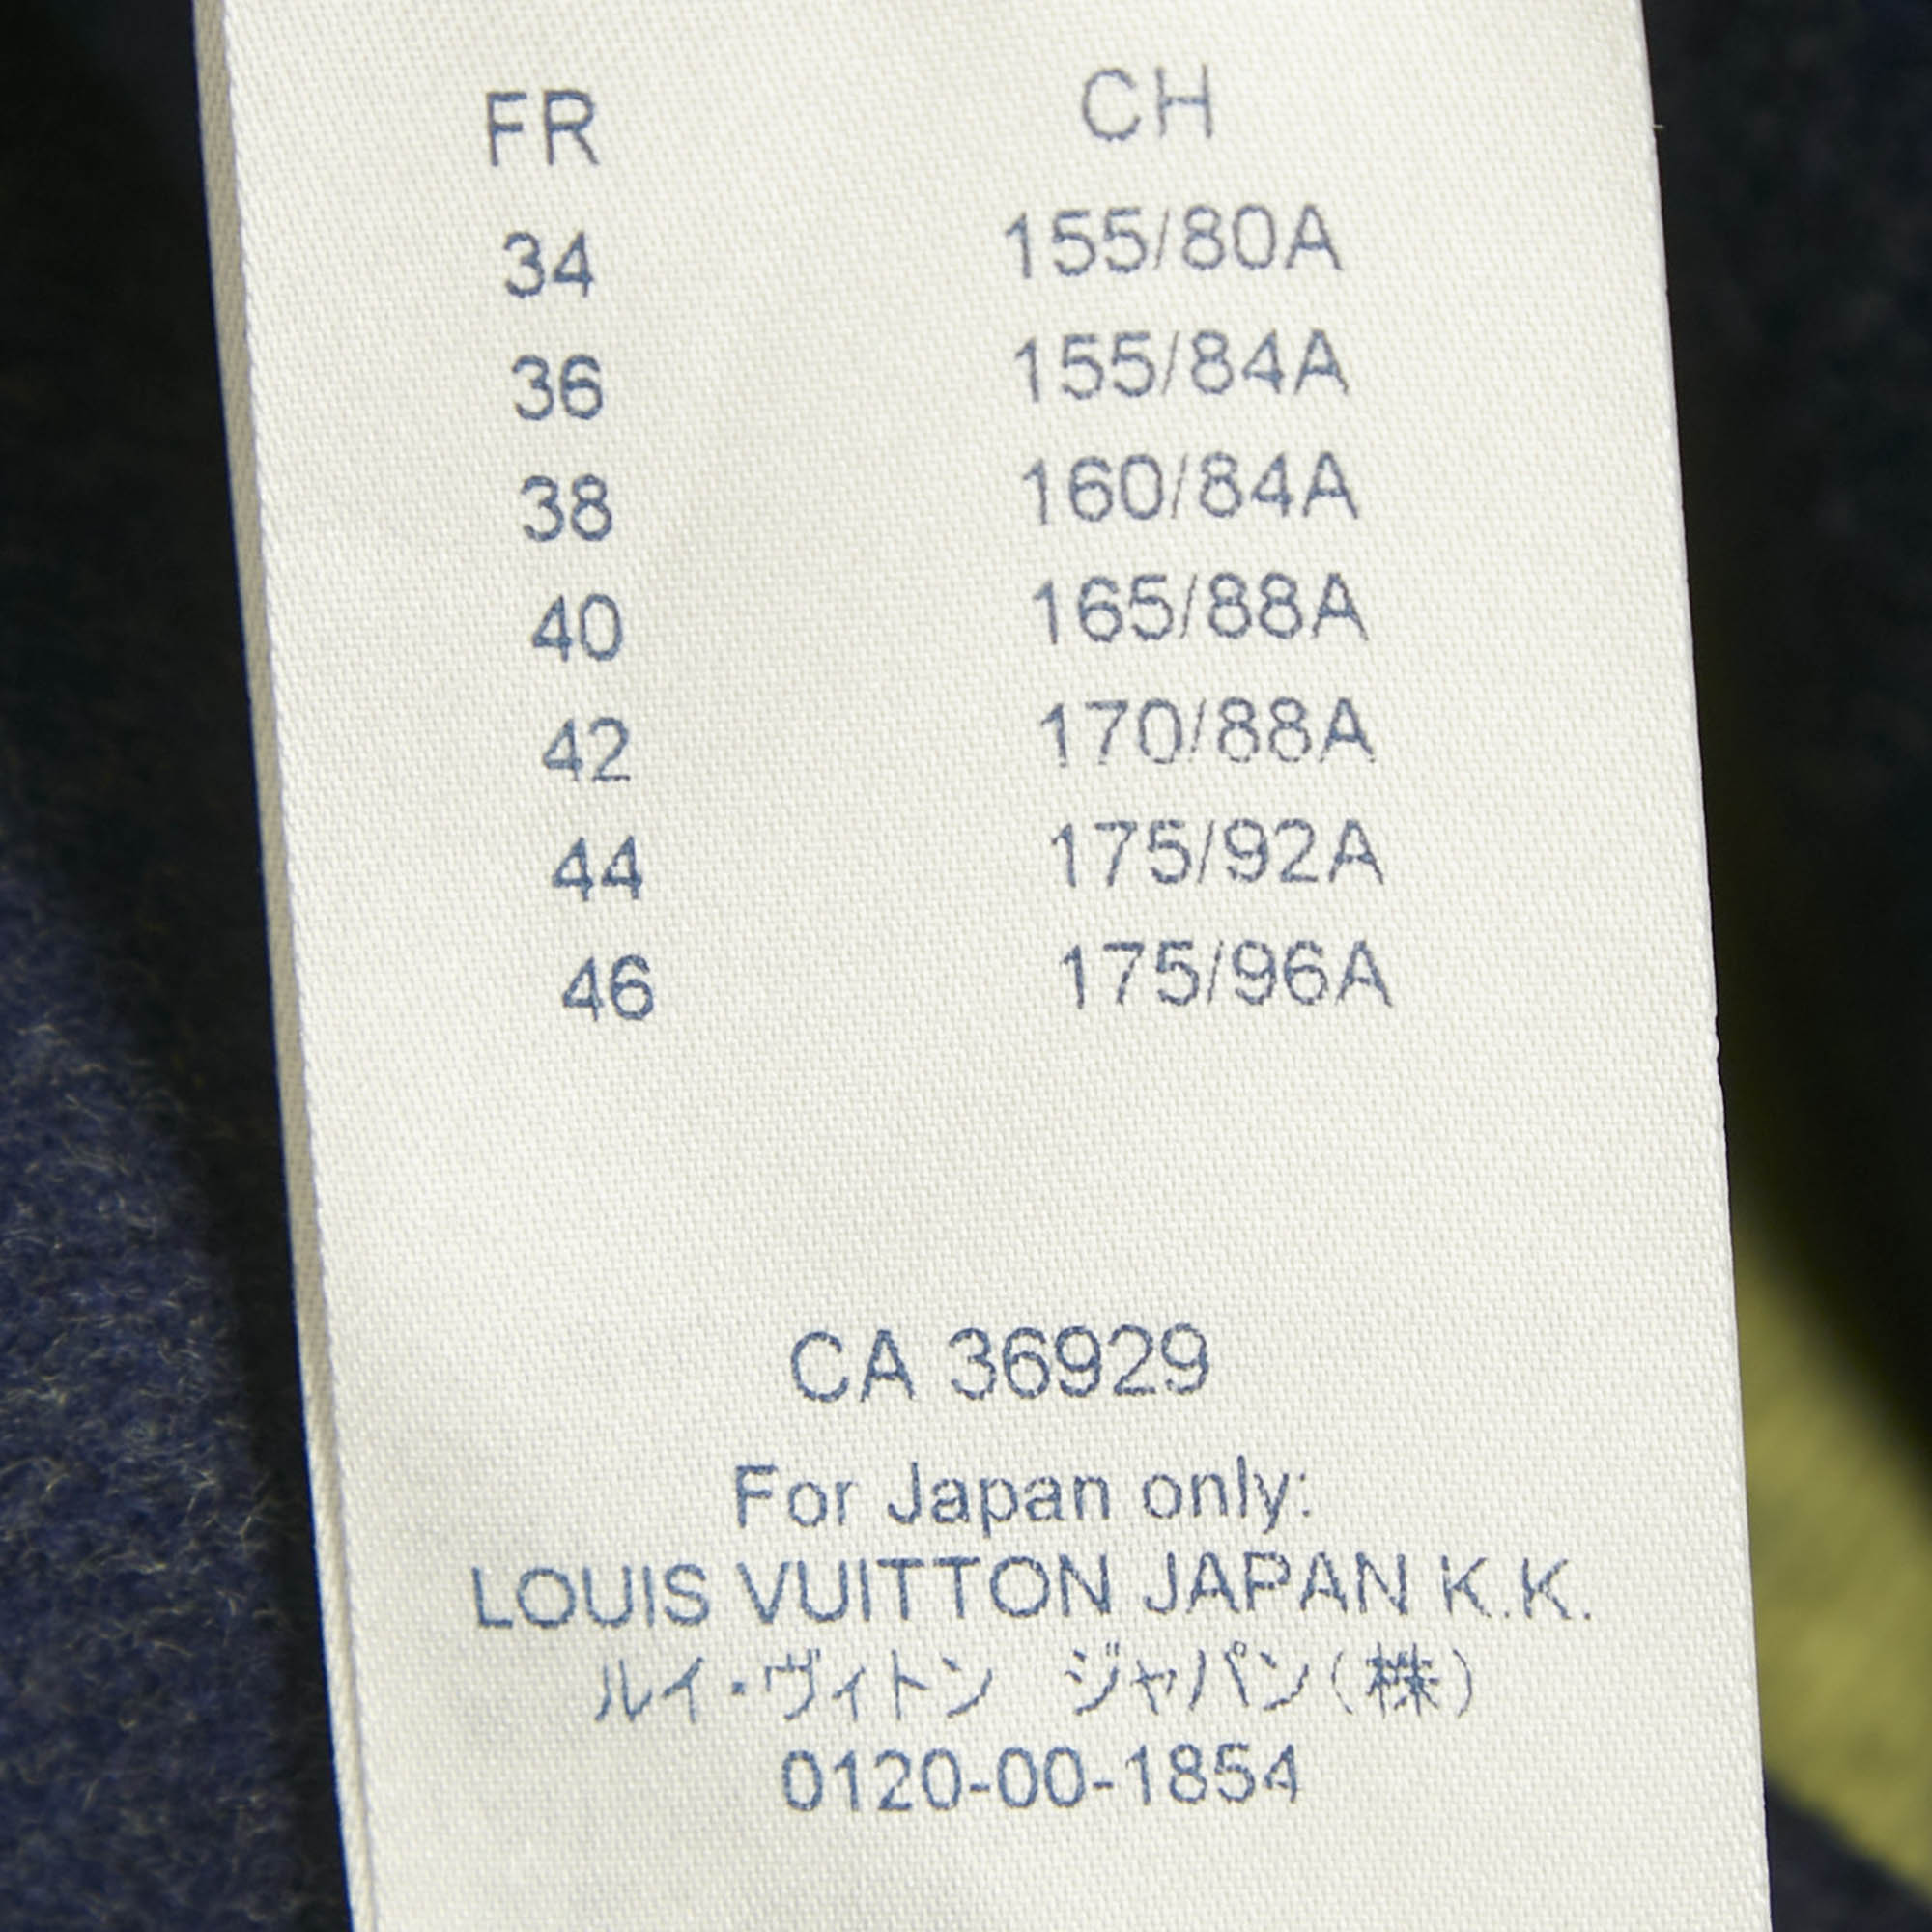 FR CH
34 155/80A
36 155/84A
38 160/84A
40 165/88A
42 170/88A
44 175/92A
46 175/96A
CA 36929
For Japan only:
LOUIS VUITTON JAPAN K.K.
ルイ・ヴィトン ジャパン(株)
0120-00-1854